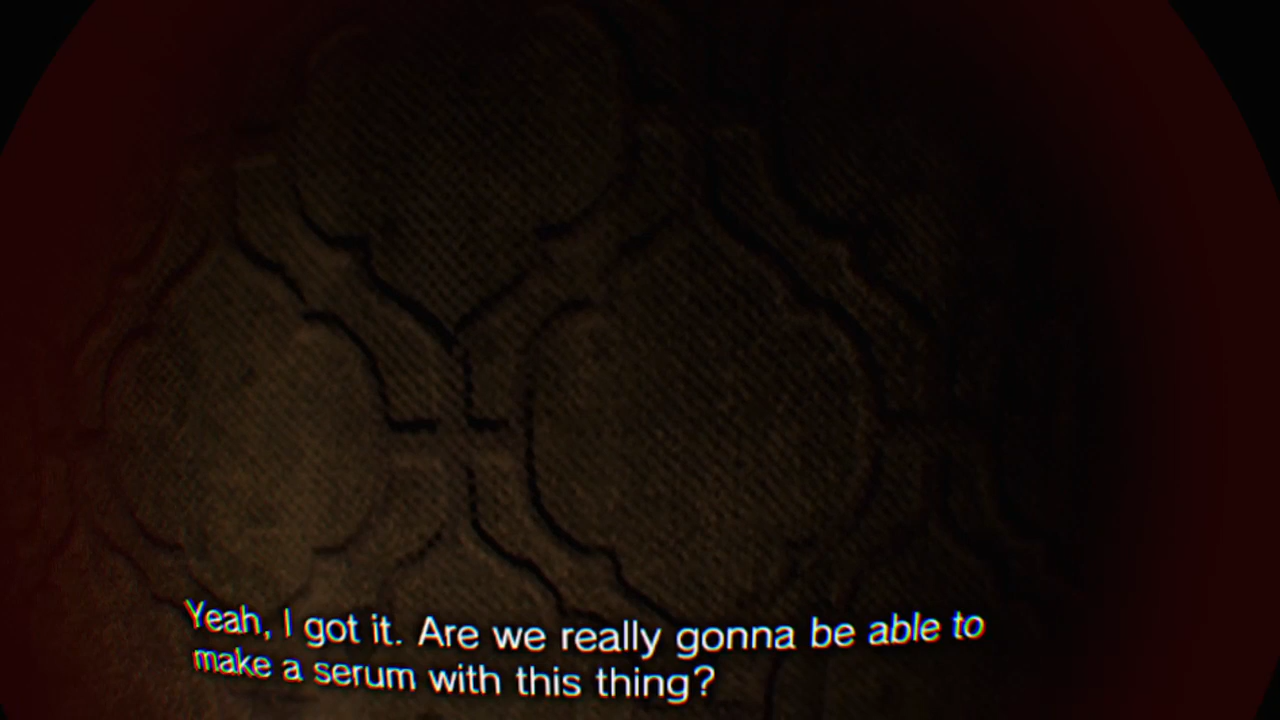 Yeah, I got it. Are we really gonna be able to
make a serum with this thing?